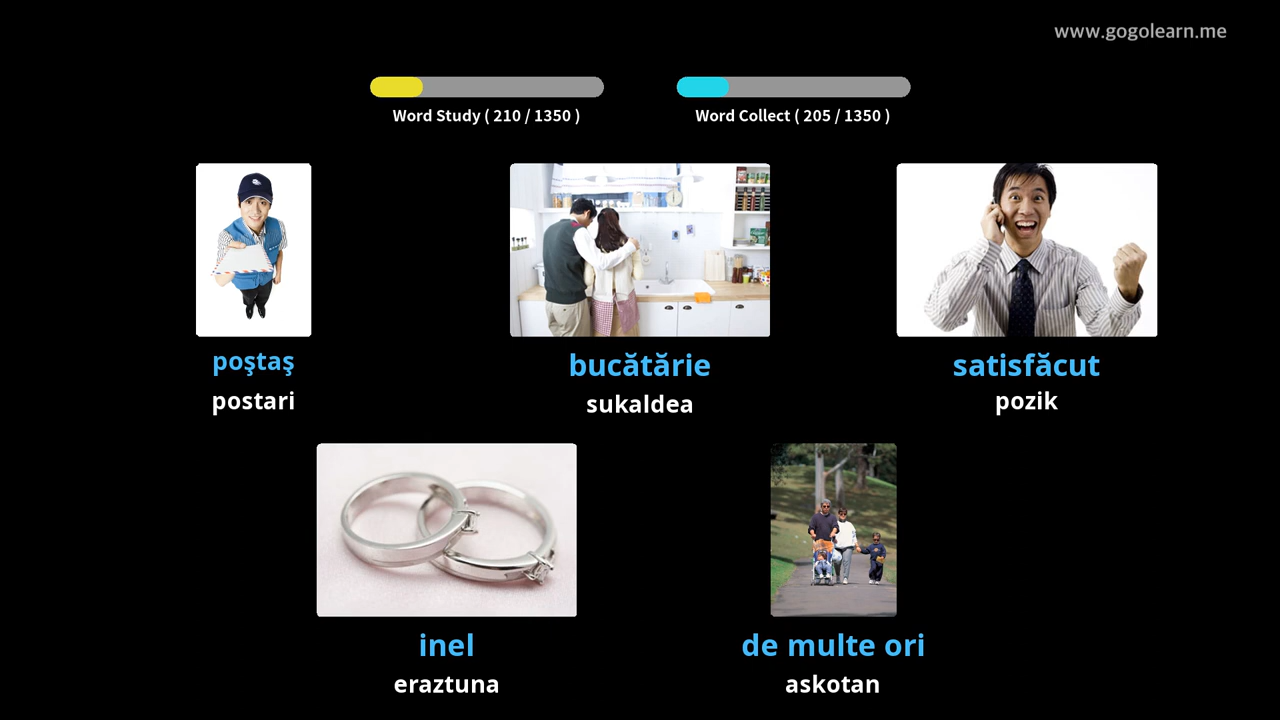 www.gogolearn.me
Word Study ( 210 / 1350 )
Word Collect ( 205 / 1350 )
poştaş
postari
bucătărie
sukaldea
satisfăcut
pozik
inel
eraztuna
de multe ori
askotan